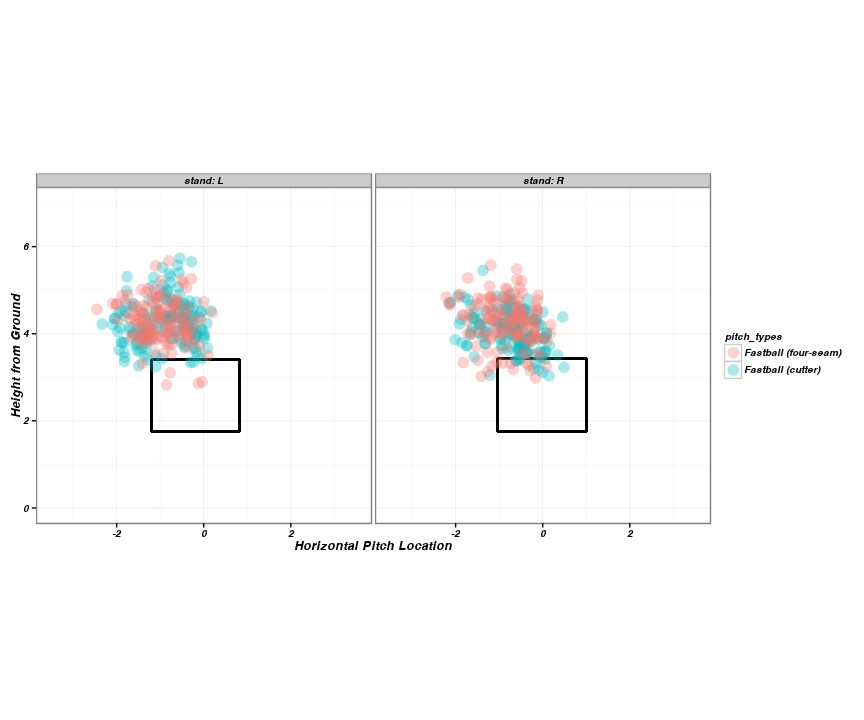 stand: L
stand: R
6
4
2
0
Height from Ground
-2
0
2
-2
0
2
Horizontal Pitch Location
pitch_types
Fastball (four-seam)
Fastball (cutter)